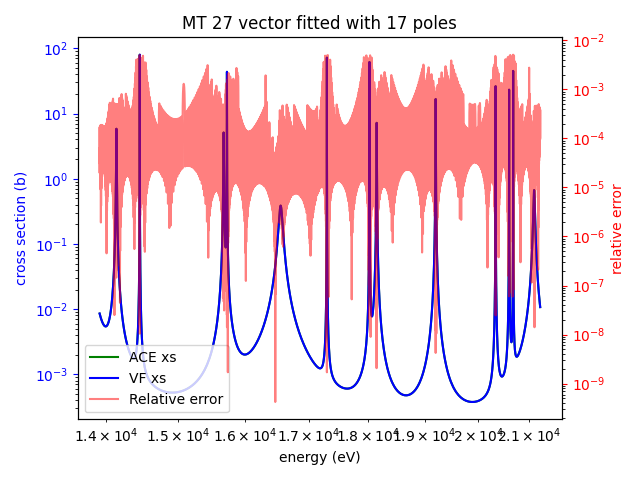 MT 27 vector fitted with 17 poles
cross section (b)
10²
10¹
10⁰
10⁻¹
10⁻²
10⁻³
10⁻²
10⁻³
10⁻⁴
10⁻⁵
10⁻⁶
10⁻⁷
10⁻⁸
10⁻⁹
relative error
ACE xs
VF xs
Relative error
1.4 × 10⁴ 1.5 × 10⁴ 1.6 × 10⁴ 1.7 × 10⁴ 1.8 × 10⁴ 1.9 × 10⁴ 2 × 10⁴ 2.1 × 10⁴
energy (eV)